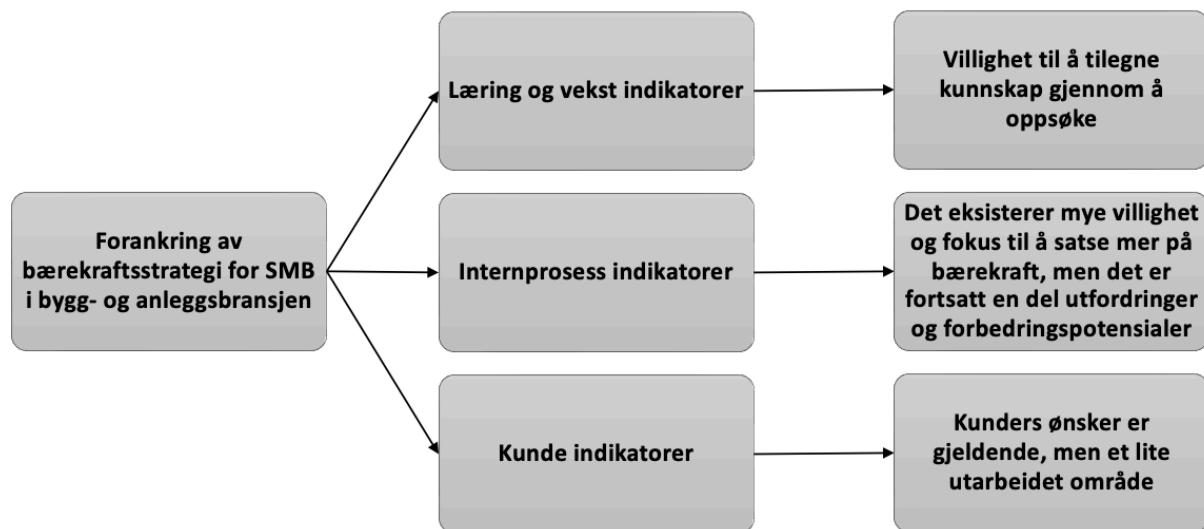 Forankring av
bærekraftsstrategi for SMB
i bygg- og anleggsbransjen
Læring og vekst indikatorer
Villighet til å tilegne
kunnskap gjennom å
oppsøke
Internprosess indikatorer
Det eksisterer mye villighet
og fokus til å satse mer på
bærekraft, men det er
fortsatt en del utfordringer
og forbedringspotensialer
Kunde indikatorer
Kunders ønsker er
gjeldende, men et lite
utarbeidet område